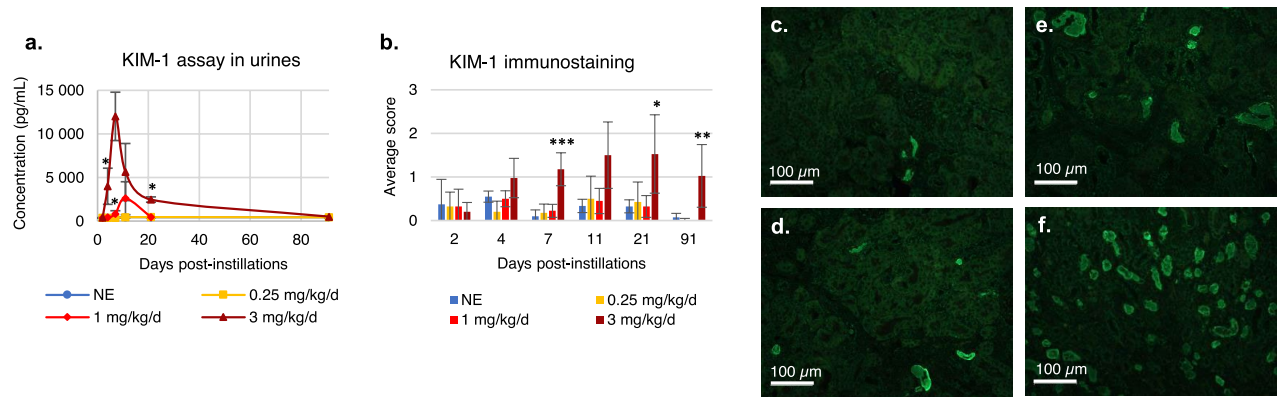 a.
KIM-1 assay in urines
Concentration (pg/mL)
15 000
10 000
5 000
0
0 20 40 60 80
*
*
*
Days post-instillations
NE 0.25 mg/kg/d
1 mg/kg/d 3 mg/kg/d
b.
KIM-1 immunostaining
Average score
3
2
1
0
***
*
**
2 4 7 11 21 91
Days post-instillations
NE 0.25 mg/kg/d
1 mg/kg/d 3 mg/kg/d
c.
100 µm
d.
100 µm
e.
100 µm
f.
100 µm